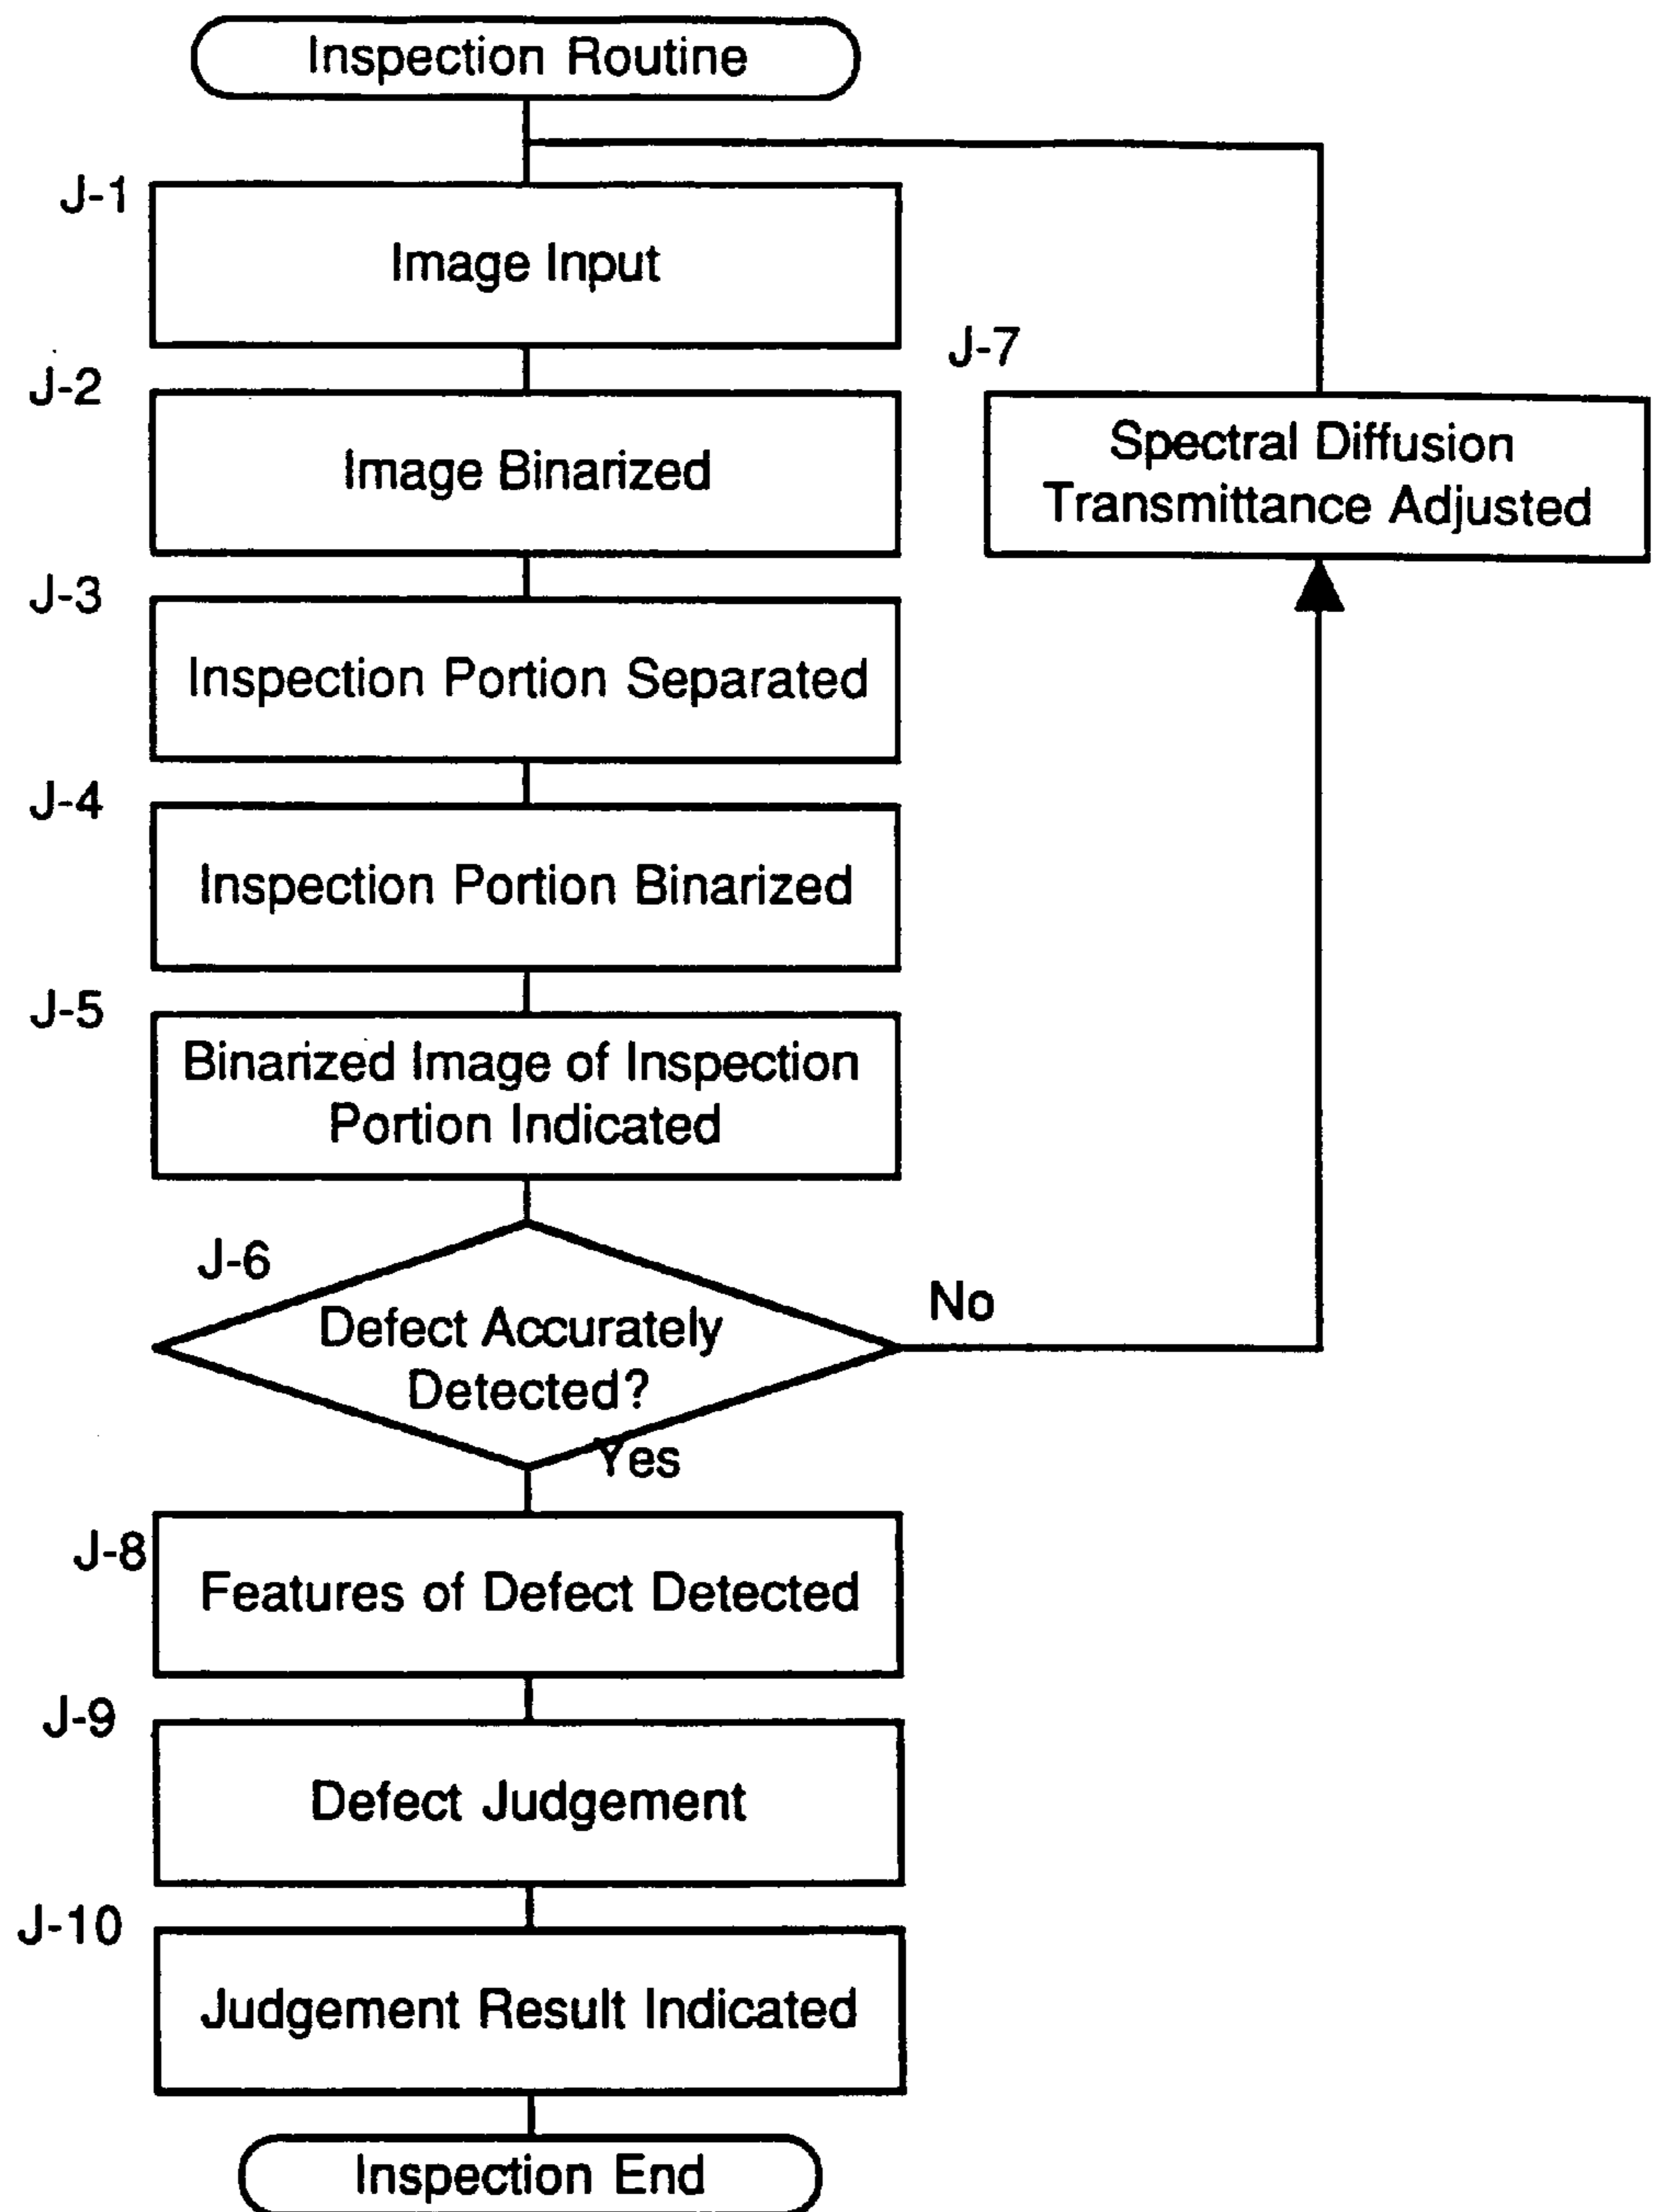 Inspection Routine
J-1
Image Input
J-2
Image Binarized
J-7
Spectral Diffusion
Transmittance Adjusted
J-3
Inspection Portion Separated
J-4
Inspection Portion Binarized
J-5
Binarized Image of Inspection
Portion Indicated
J-6
Defect Accurately
Detected?
No
Yes
J-8
Features of Defect Detected
J-9
Defect Judgement
J-10
Judgement Result Indicated
Inspection End